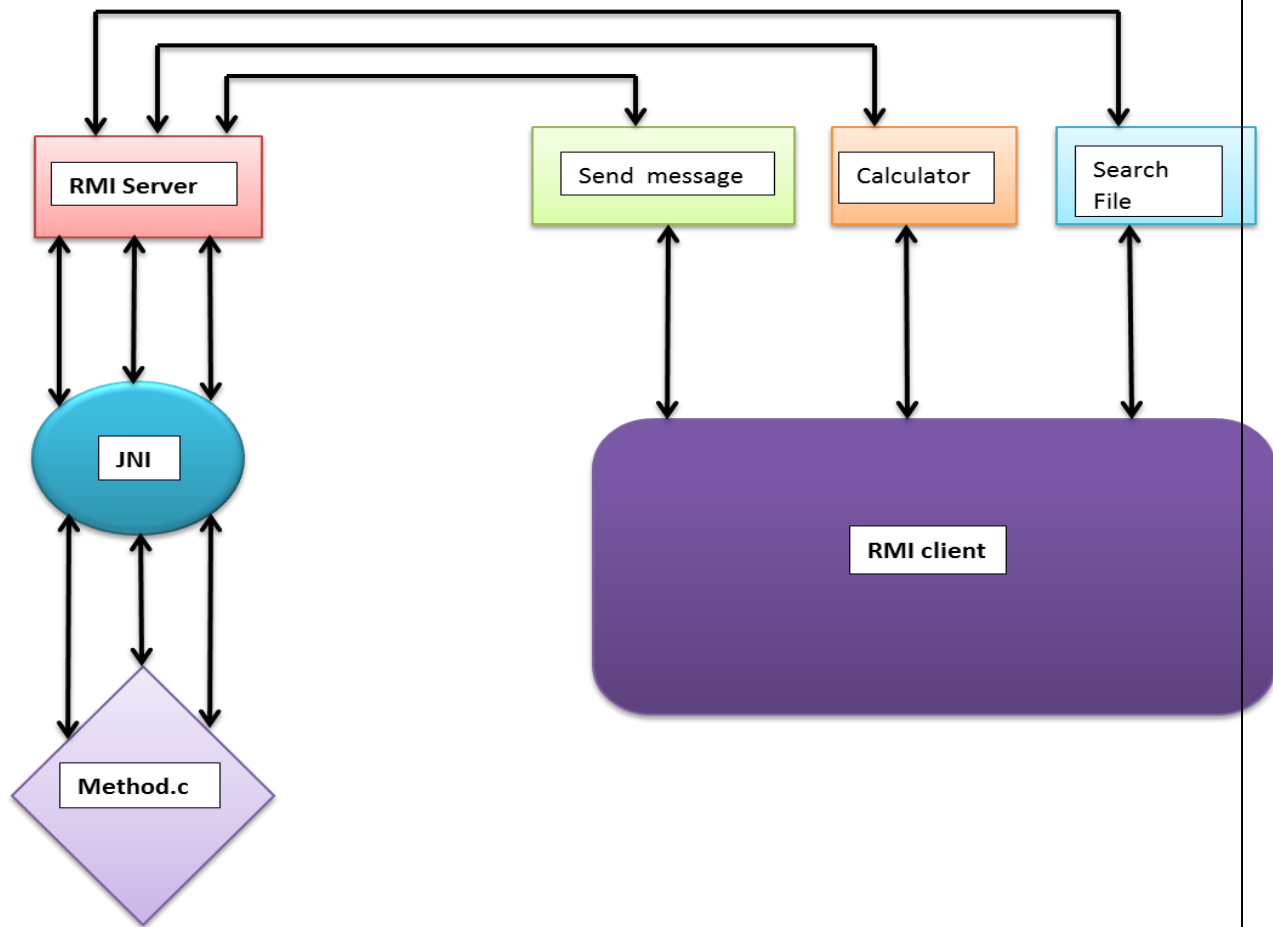 RMI Server
Send message
Calculator
Search
File
JNI
RMI client
Method.c